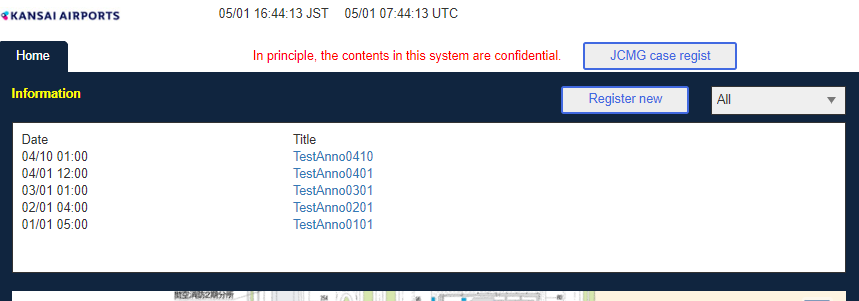 KANSAI AIRPORTS
05/01 16:44:13 JST 05/01 07:44:13 UTC
Home
In principle, the contents in this system are confidential.
JCMG case regist
Information
Register new
All
Date Title
04/10 01:00 TestAnno0410
04/01 12:00 TestAnno0401
03/01 01:00 TestAnno0301
02/01 04:00 TestAnno0201
01/01 05:00 TestAnno0101